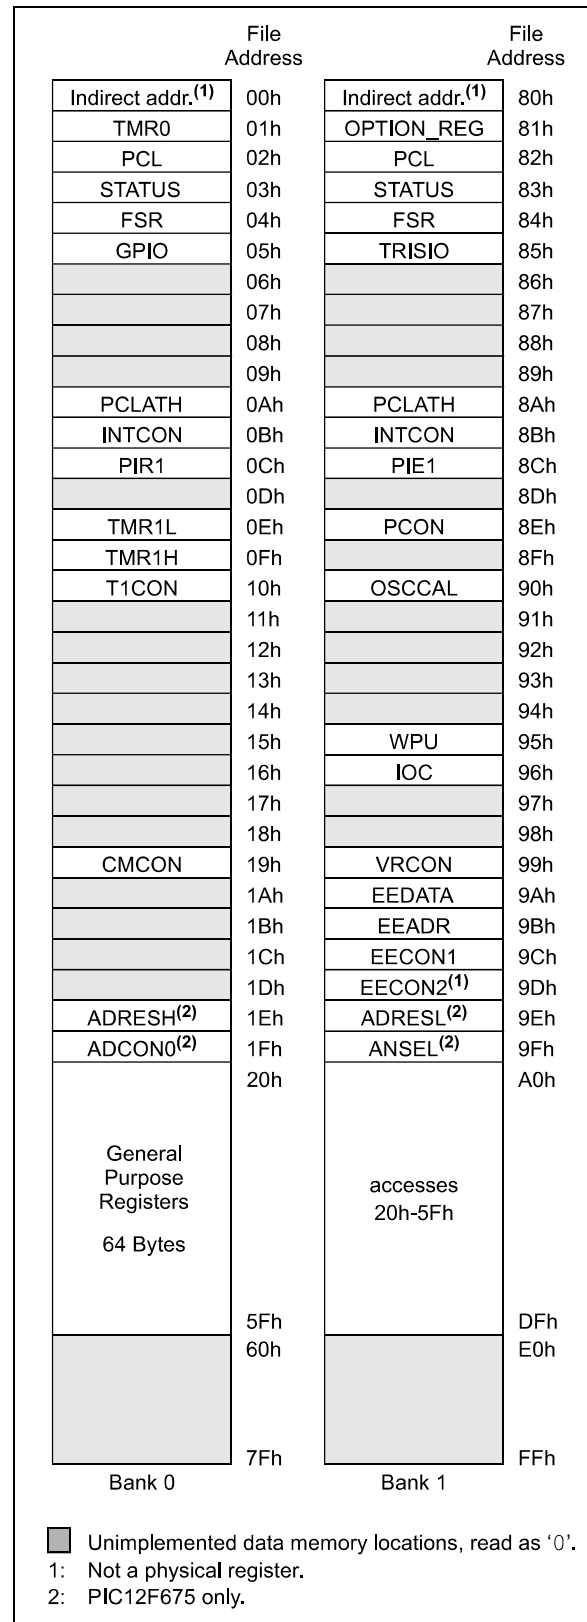 File Address File Address
Indirect addr.(1) 00h Indirect addr.(1) 80h
TMR0 01h OPTION_REG 81h
PCL 02h PCL 82h
STATUS 03h STATUS 83h
FSR 04h FSR 84h
GPIO 05h TRISIO 85h
06h 86h
07h 87h
08h 88h
09h 89h
PCLATH 0Ah PCLATH 8Ah
INTCON 0Bh INTCON 8Bh
PIR1 0Ch PIE1 8Ch
0Dh 8Dh
TMR1L 0Eh PCON 8Eh
TMR1H 0Fh 8Fh
T1CON 10h OSCCAL 90h
11h 91h
12h 92h
13h 93h
14h 94h
15h WPU 95h
16h IOC 96h
17h 97h
18h 98h
CMCON 19h VRCON 99h
1Ah EEDATA 9Ah
1Bh EEADR 9Bh
1Ch EECON1 9Ch
1Dh EECON2(1) 9Dh
ADRESH(2) 1Eh ADRESL(2) 9Eh
ADCON0(2) 1Fh ANSEL(2) 9Fh
20h A0h
General
Purpose
Registers
64 Bytes
accesses
20h-5Fh
5Fh DFh
60h E0h
7Fh FFh
Bank 0 Bank 1
Unimplemented data memory locations, read as ‘0’.
1: Not a physical register.
2: PIC12F675 only.